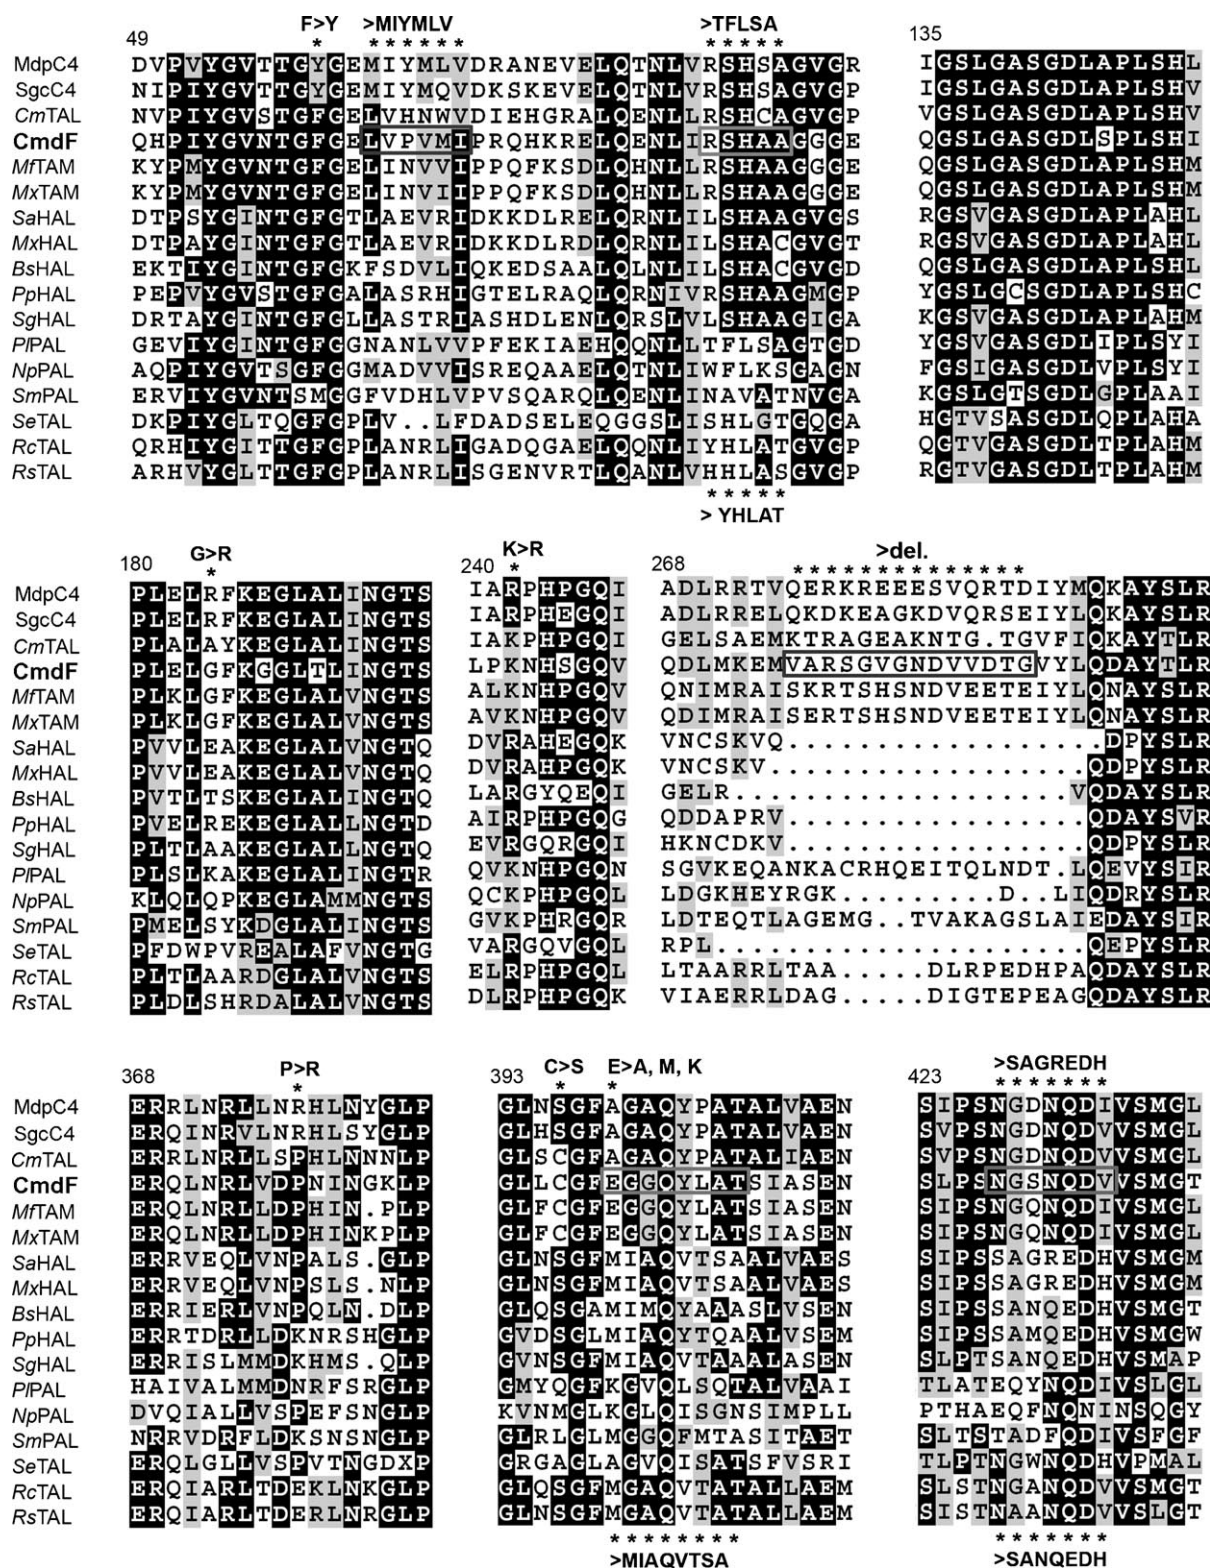 F>Y >MIYMLV >TFLSA
49 * ****** ***** 135
MdpC4 DVPVYGVTTGYGEMIYMLVDRANEVELQTNLVRSHSAGVGR IGSLGASGDLAPLSHL
SgcC4 NIPIYGVTTGYGEMIYMQVDKSKEVELQTNLVRSHSAGVGP IGSLGASGDLAPLSHV
CmTAL NVPIYGVSTGFGELVHNWVDIEHGRALQENLLRSHCAGVGP VGSLGASGDLAPLSHV
CmdF QHPIYGVNTGFGELVPVMIPRQHKRELQENLIRSHAAGGGE QGSLGASGDLSPLSHI
MfTAM KYPMYGVNTGFGELINVVIPPQFKSDLQHNLLRSHAAGGGE QGSLGASGDLAPLSHM
MxTAM KYPMYGVNTGFGELINVIIPPQFKSDLQHNLLRSHAAGGGE QGSLGASGDLAPLSHM
SaHAL DTPSYGINTGFGTLAEVRIDKKDLRELQRNLILSHAAGVGS RGSVGASGDLAPLAHL
MxHAL DTPAYGINTGFGTLAEVRIDKKDLRDLQRNLILSHACGVGT RGSVGASGDLAPLAHL
BsHAL EKTIYGINTGFGKFSDVLIQKEDSAALQLNLILSHACGVGD QGSLGASGDLAPLSHL
PpHAL PEPVYGVSTGFGALASRHIGTELRAQLQRNIVRSHAAGMGP YGSLGCSGDLAPLSHC
SgHAL DRTAYGINTGFGLLASTRIASHDLENLQRSLVLSHAAGIGA KGSVGASGDLAPLAHM
PlPAL GEVIYGINTGFGGNANLVVPFEKIAEHQQNLLTFLSAGTGD YGSVGASGDLIPLSYI
NpPAL AQPIYGVTSGFGGMADVVISREQAAELQTNLIWFLKSGAGN FGSIGASGDLVPLSYI
SmPAL ERVIYGVNTSMGGFVDHLVPVSQARQLQENLINAVATNVGA KGSLGTSGDLGPLAAI
SeTAL DKPIYGLTQGFGPLV..LFDADSELEQGGSLISHLGTGQGA HGTVSASGDLQPLAHA
RcTAL QRHIYGITTGFGPLANRLIGADQGAELQQNLIYHLATGVGP QGTVGASGDLTPLAHM
RsTAL ARHVYGLTTGFGPLANRLISGENVRTLQANLVHHLASGVGP RGTVGASGDLTPLAHM
*****
> YHLAT
G>R K>R >del.
180 * 240 * 268 ***************
MdpC4 PLELRFKEGLALINGTS IARPHPGQI ADLRRTVQERKREEESVQRTDIYMQKAYSLR
SgcC4 PLELRFKEGLALINGTS IARPHEGQI ADLRRELQKDKEAGKDVQRSEIYLQKAYSLR
CmTAL PLALAYKEGLALINGTS IAKPHPGQI GELSAEMKTRAGEAKNTG.TGVFIQKAYTLR
CmdF PLELGFKGGLTLINGTS LPKNHSGQV QDLMKEMVARSGVGNDVVDTGVYLQDAYTLR
MfTAM PLKLGFKEGLALINGTS ALKNHPGQV QNIMRAISKRTSHSNDVEETEIYLQNAYSLR
MxTAM PLKLGFKEGLALVNGTS AVKNHPGQV QDIMRAISERTSHSNDVEETEIYLQNAYSLR
SaHAL PVVLEAKEGLALVNGTQ DVRAHEGQK VNCSKVQ..................DPYSLR
MxHAL PVVLEAKEGLALINGTQ DVRAHPGQK VNCSKV..................QDPYSLR
BsHAL PVTLTSKEGLALINGTQ LARGYQEQI GELR...................VQDAYSLR
PpHAL PVELREKEGLALLNGTD AIRPHPGQG QDDAPRV.................QDAYSVR
SgHAL PLTLAAKEGLALLNGTQ EVRGQRGQI HKNCDKV.................QDPYSLR
PlPAL PLSLKAKEGLALINGTR VKKNHPGQN SGVKEQANKACRHQEITQLNDT.LQEVYSIR
NpPAL KLQLQPKEGLAMMNGTS QCKPHPGQL LDGKHEYRGK.........D..LIQDRYSLR
SmPAL PMELSYKDGLALINGTS GVKPHRGQR LDTEQTLAGEMG..TVAKAGSLAIEDAYSIR
SeTAL PFDWPVREALAFVNGTG VARGQVGQL RPL.....................QEPYSLR
RcTAL PLTLAARDGLALVNGTS ELRPHPGQL LTAARRLTAA.....DLRPEDHPAQDAYSLR
RsTAL PLDLSHRDALALVNGTS DLRPHPGQK VIAERRLDAG.....DIGTEPEAGQDAYSLR
P>R C>S E>A, M, K >SAGREDH
368 * 393 * * 423 *******
MdpC4 ERRLNRLLNRHLNYGLP GLNSGFAGAQYPATALVAEN SIPSNGDNQDIVSMGL
SgcC4 ERQINRVLNRHLSYGLP GLHSGFAGAQYPATALVAEN SVPSNGDNQDIVSMGL
CmTAL ERRLNRLLSPHLNNNLP GLSCGFAGAQYPATALIAEN SVPSNGDNQDVVSMGL
CmdF ERQLNRLVDPNINGKLP GLLCGFEGGQYLATSIASEN SLPSNGSNQDVVSMGT
MfTAM ERQLNRLLDPHIN.PLP GLFCGFEGGQYLATSIASEN SIPSNGQNQDIVSMGL
MxTAM ERQLNRLLDPHINKPLP GLFCGFEGGQYLATSIASEN SIPSNGQNQDVVSMGL
SaHAL ERRVEQLVNPALS.GLP GLNSGFMIAQVTSAALVAES SIPSSAGREDHVSMGM
MxHAL ERRVEQLVNPSLS.NLP GLNSGFMIAQVTSAALVAES SIPSSAGREDHVSMGM
BsHAL ERRIERLVNPQLN.DLP GLQSGAMIMQYAAASLVSEN SIPSSANQEDHVSMGT
PpHAL ERRTDRLLDKNRSHGLP GVDSGLMIAQYTQAALVSEM SIPSSAMQEDHVSMGW
SgHAL ERRISLMMDKHMS.QLP GVNSGFMIAQVTAAALASEN SLPTSANQEDHVSMAP
PlPAL HAIVALMMDNRFSRGLP GMYQGFKGVQLSQTALVAAI TLATEQYNQDIVSLGL
NpPAL DVQIALLVSPEFSNGLP KVNMGLKGLQISGNSIMPLL PTHAEQFNQNINSQGY
SmPAL NRRVDRFLDKSNSNGLP GLRLGLMGGQFMTASITAET SLTSTADFQDIVSFGF
SeTAL ERQLGLLVSPVTNGDXP GRGAGLAGVQISATSFVSRI TLPTNGWNQDHVPMAL
RcTAL ERQIARLTDEKLNKGLP GLQSGFMGAQVTATALLAEM SLSTNGANQDVVSMGT
RsTAL ERQIARLTDERLNRGLP GLNSGFMGAQVTATALLAEM SISTNAANQDVVSLGT
******** *******
>MIAQVTSA >SANQEDH